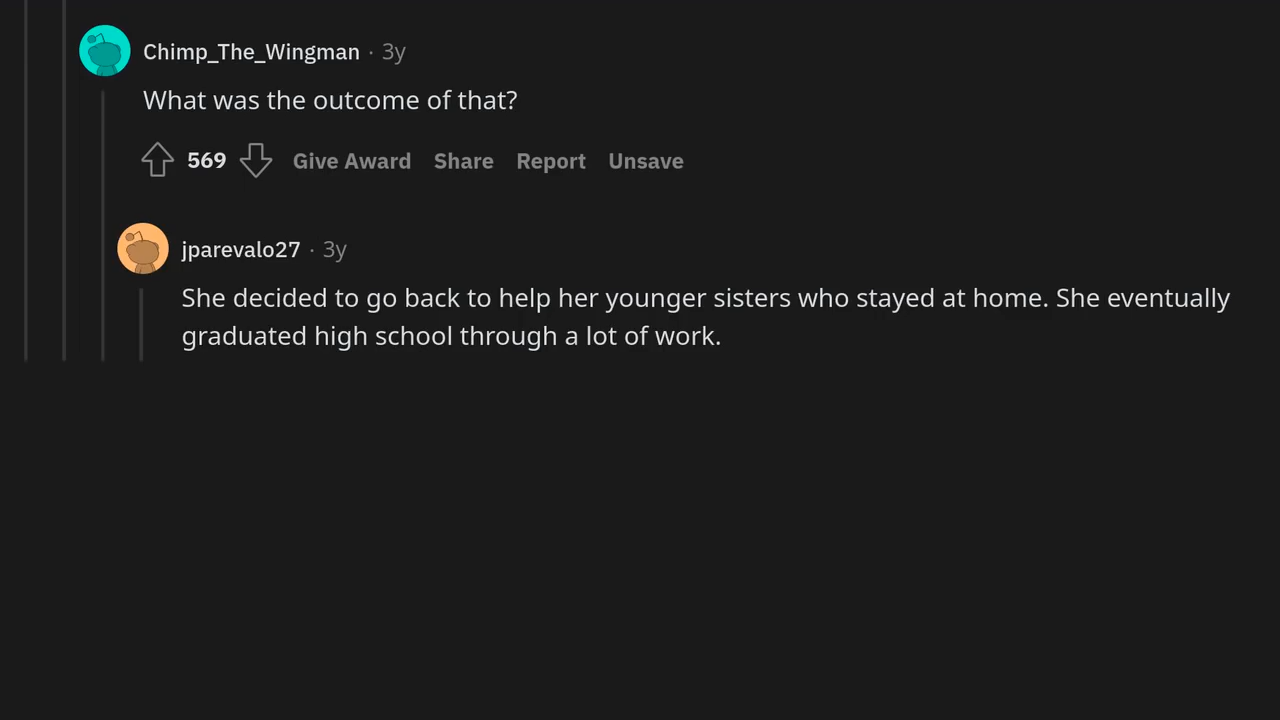 Chimp_The_Wingman · 3y
What was the outcome of that?
569 Give Award Share Report Unsave
jparevalo27 · 3y
She decided to go back to help her younger sisters who stayed at home. She eventually
graduated high school through a lot of work.